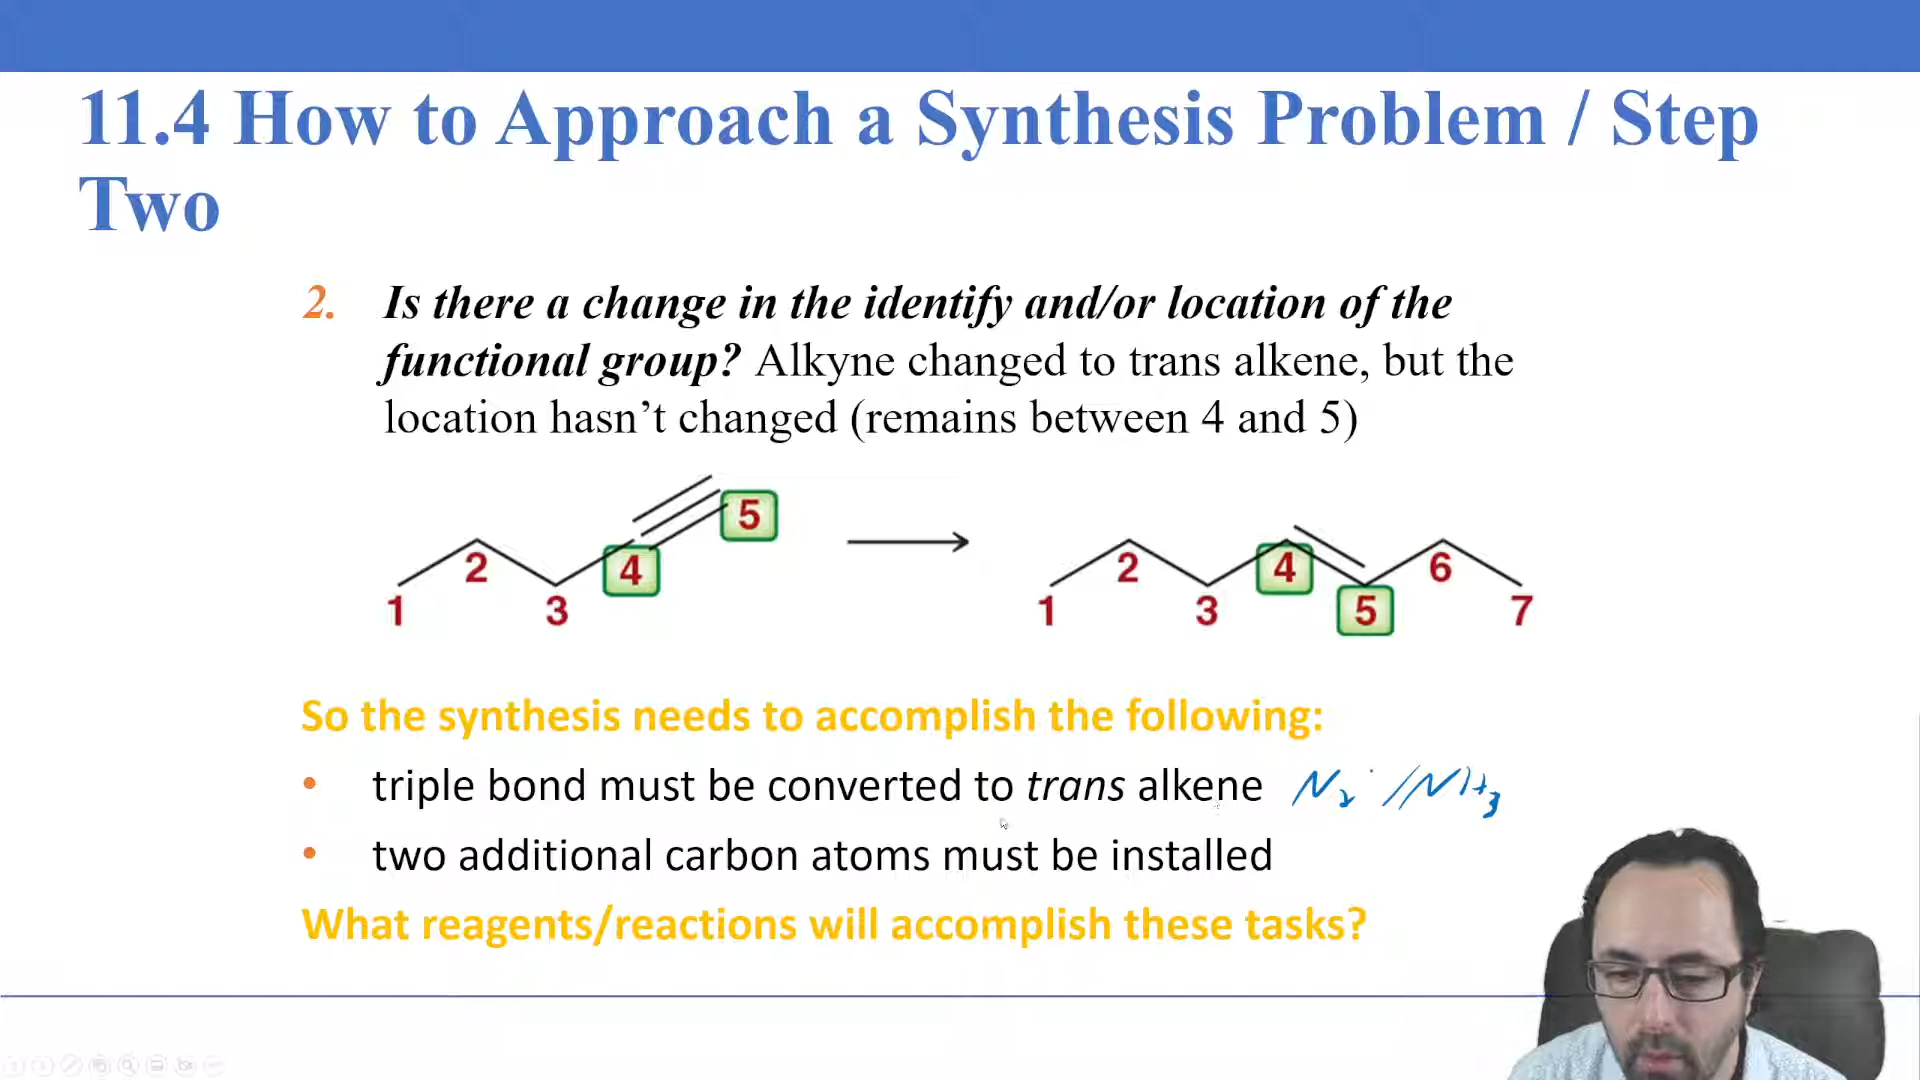 11.4 How to Approach a Synthesis Problem / Step
Two
2. Is there a change in the identify and/or location of the
functional group? Alkyne changed to trans alkene, but the
location hasn’t changed (remains between 4 and 5)
5
2
4
1
3
2
4
6
1
3
5
7
So the synthesis needs to accomplish the following:
• triple bond must be converted to trans alkene N₂ / NH₃
• two additional carbon atoms must be installed
What reagents/reactions will accomplish these tasks?